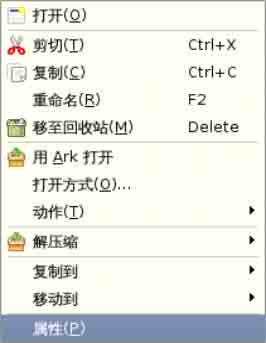 打开(O)
剪切(T) Ctrl+X
复制(C) Ctrl+C
重命名(R) F2
移至回收站(M) Delete
用 Ark 打开
打开方式(O)...
动作(T)
解压缩
复制到
移动到
属性(P)